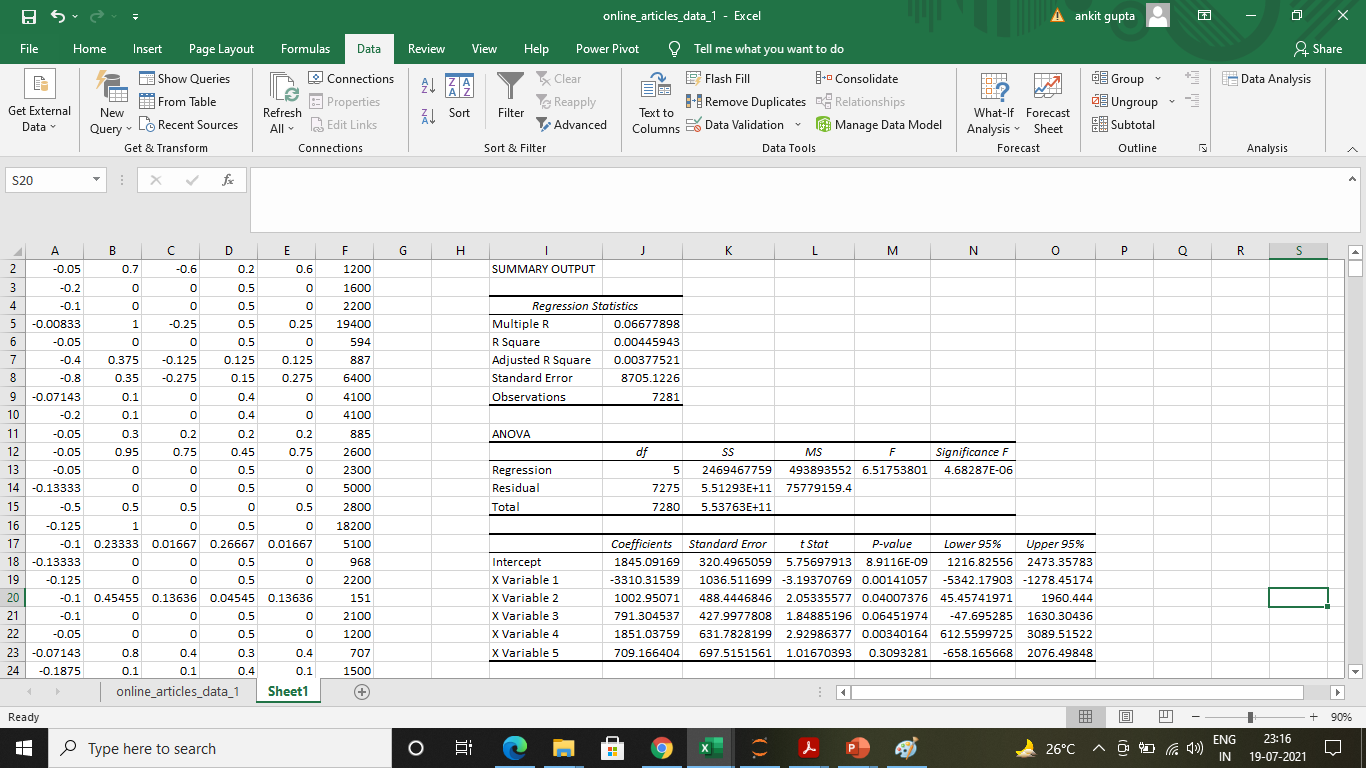 online_articles_data_1 - Excel
ankit gupta
File Home Insert Page Layout Formulas Data Review View Help Power Pivot Tell me what you want to do Share
Get External Data
New Query
Show Queries
From Table
Recent Sources
Get & Transform
Refresh All
Connections
Properties
Edit Links
Connections
Sort
Filter
Clear
Reapply
Advanced
Sort & Filter
Text to Columns
Flash Fill
Remove Duplicates
Data Validation
Consolidate
Relationships
Manage Data Model
Data Tools
What-If Analysis
Forecast Sheet
Forecast
Group
Ungroup
Subtotal
Outline
Data Analysis
Analysis
S20 fx
A B C D E F G H I J K L M N O P Q R S
2 -0.05 0.7 -0.6 0.2 0.6 1200 SUMMARY OUTPUT
3 -0.2 0 0 0.5 0 1600
4 -0.1 0 0 0.5 0 2200 Regression Statistics
5 -0.00833 1 -0.25 0.5 0.25 19400 Multiple R 0.06677898
6 -0.05 0 0 0.5 0 594 R Square 0.00445943
7 -0.4 0.375 -0.125 0.125 0.125 887 Adjusted R Square 0.00377521
8 -0.8 0.35 -0.275 0.15 0.275 6400 Standard Error 8705.1226
9 -0.07143 0.1 0 0.4 0 4100 Observations 7281
10 -0.2 0.1 0 0.4 0 4100
11 -0.05 0.3 0.2 0.2 0.2 885 ANOVA
12 -0.05 0.95 0.75 0.45 0.75 2600 df SS MS F Significance F
13 -0.05 0 0 0.5 0 2300 Regression 5 2469467759 493893552 6.51753801 4.68287E-06
14 -0.13333 0 0 0.5 0 5000 Residual 7275 5.51293E+11 75779159.4
15 -0.5 0.5 0.5 0 0.5 2800 Total 7280 5.53763E+11
16 -0.125 1 0 0.5 0 18200
17 -0.1 0.23333 0.01667 0.26667 0.01667 5100 Coefficients Standard Error t Stat P-value Lower 95% Upper 95%
18 -0.13333 0 0 0.5 0 968 Intercept 1845.09169 320.4965059 5.75697913 8.9116E-09 1216.82556 2473.35783
19 -0.125 0 0 0.5 0 2200 X Variable 1 -3310.31539 1036.511699 -3.19370769 0.00141057 -5342.17903 -1278.45174
20 -0.1 0.45455 0.13636 0.04545 0.13636 151 X Variable 2 1002.95071 488.4446846 2.05335577 0.04007376 45.45741971 1960.444
21 -0.1 0 0 0.5 0 2100 X Variable 3 791.304537 427.9977808 1.84885196 0.06451974 -47.695285 1630.30436
22 -0.05 0 0 0.5 0 1200 X Variable 4 1851.03759 631.7828199 2.92986377 0.00340164 612.5599725 3089.51522
23 -0.07143 0.8 0.4 0.3 0.4 707 X Variable 5 709.166404 697.5151561 1.01670393 0.3093281 -658.165668 2076.49848
24 -0.1875 0.1 0.1 0.4 0.1 1500
online_articles_data_1 Sheet1
Ready 90%
Type here to search
26°C
ENG
IN
23:16
19-07-2021